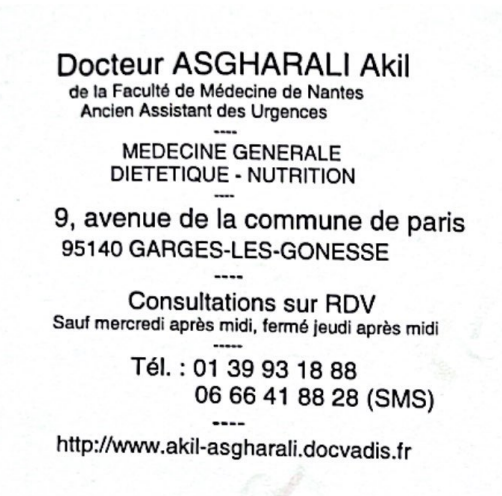 Docteur ASGHARALI Akil
de la Faculté de Médecine de Nantes
Ancien Assistant des Urgences
----
MEDECINE GENERALE
DIETETIQUE - NUTRITION
----
9, avenue de la commune de paris
95140 GARGES-LES-GONESSE
----
Consultations sur RDV
Sauf mercredi après midi, fermé jeudi après midi
-----
Tél. : 01 39 93 18 88
06 66 41 88 28 (SMS)
----
http://www.akil-asgharali.docvadis.fr